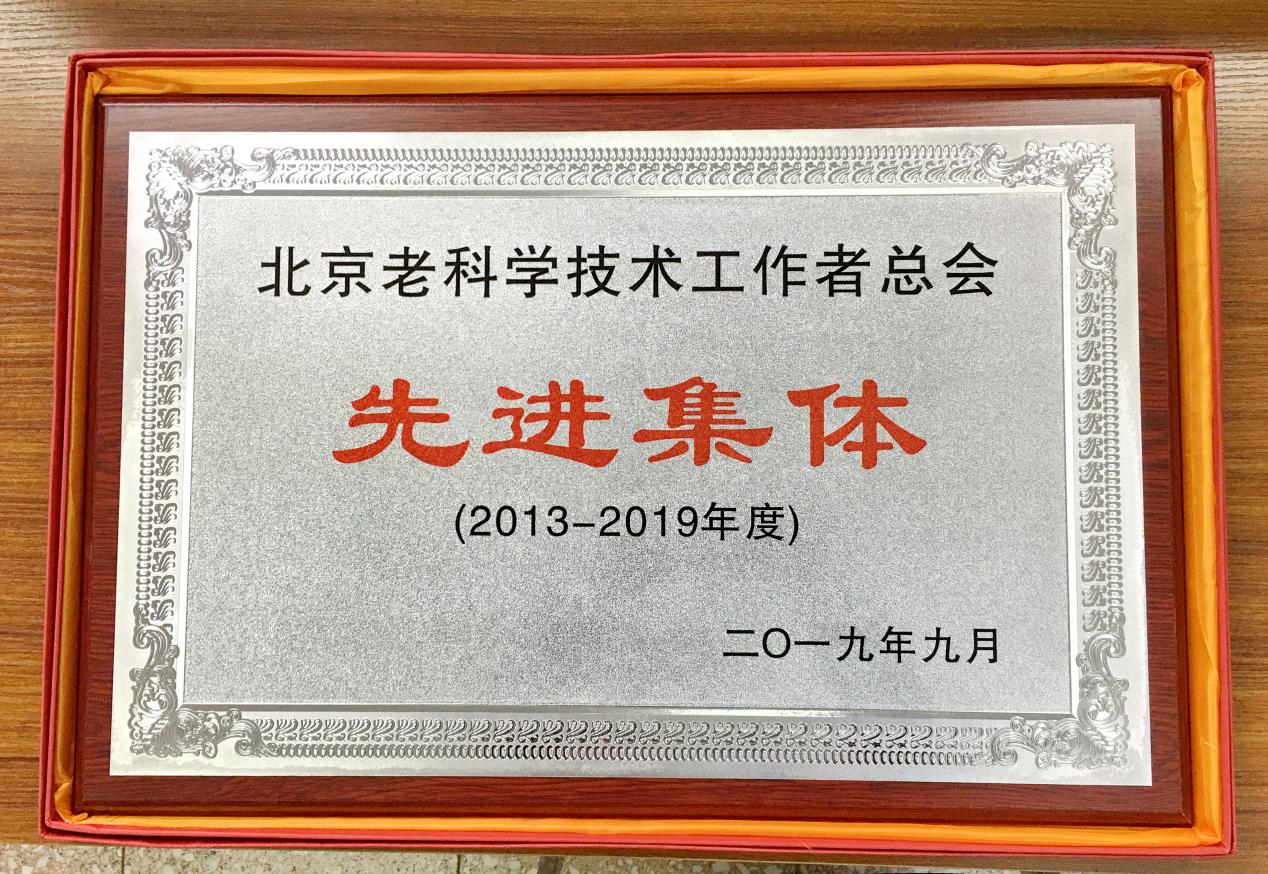 北京老科学技术工作者总会
先进集体
(2013-2019年度)
二〇一九年九月